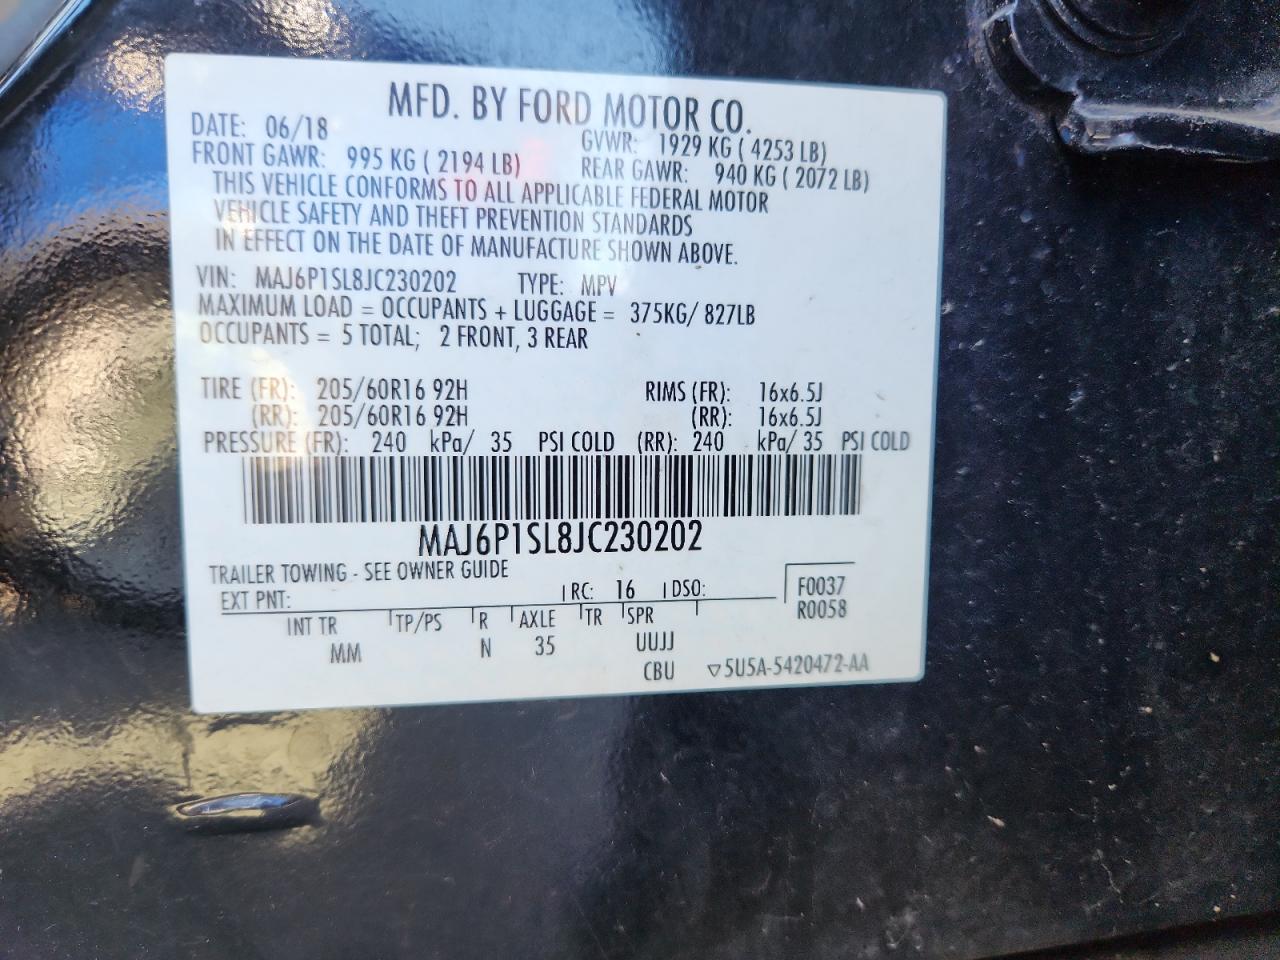 MFD. BY FORD MOTOR CO.
DATE: 06/18 GVWR: 1929 KG ( 4253 LB)
FRONT GAWR: 995 KG ( 2194 LB) REAR GAWR: 940 KG ( 2072 LB)
THIS VEHICLE CONFORMS TO ALL APPLICABLE FEDERAL MOTOR
VEHICLE SAFETY AND THEFT PREVENTION STANDARDS
IN EFFECT ON THE DATE OF MANUFACTURE SHOWN ABOVE.
VIN: MAJ6P1SL8JC230202 TYPE: MPV
MAXIMUM LOAD = OCCUPANTS + LUGGAGE = 375KG/ 827LB
OCCUPANTS = 5 TOTAL; 2 FRONT, 3 REAR
TIRE (FR): 205/60R16 92H RIMS (FR): 16x6.5J
(RR): 205/60R16 92H (RR): 16x6.5J
PRESSURE (FR): 240 kPa/ 35 PSI COLD (RR): 240 kPa/ 35 PSI COLD
MAJ6P1SL8JC230202
TRAILER TOWING - SEE OWNER GUIDE
EXT PNT: RC: 16 DSO: F0037
R0058
INT TR TP/PS R AXLE TR SPR
MM N 35 UUJJ
CBU ▽5U5A-5420472-AA